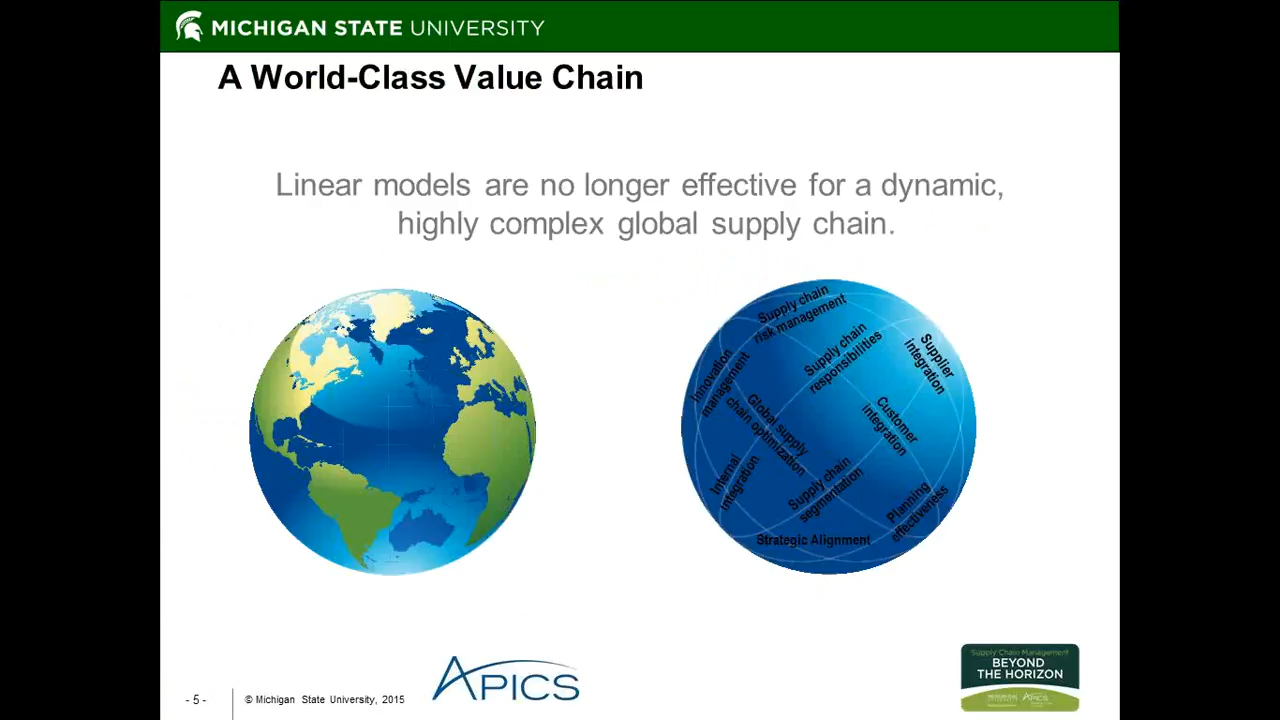 MICHIGAN STATE UNIVERSITY
A World-Class Value Chain
Linear models are no longer effective for a dynamic,
highly complex global supply chain.
Supply chain
risk management
Supply chain
responsibilities
Supplier
integration
Innovation
management
Global supply
chain optimization
Customer
integration
Internal
integration
Supply chain
segmentation
Planning
effectiveness
Strategic Alignment
- 5 -
© Michigan State University, 2015
APICS
Supply Chain Management
BEYOND
THE HORIZON
APICS